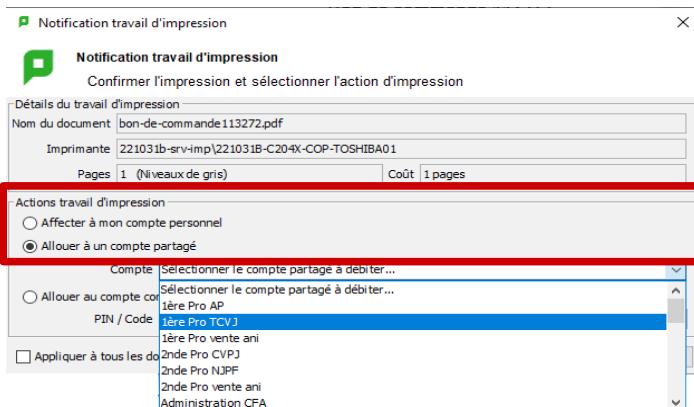 Notification travail d'impression
Notification travail d'impression
Confirmer l'impression et sélectionner l'action d'impression
Détails du travail d'impression
Nom du document bon-de-commande113272.pdf
Imprimante 221031b-srv-imp\221031B-C204X-COP-TOSHIBA01
Pages 1 (Niveaux de gris) Coût 1 pages
Actions travail d'impression
Affecter à mon compte personnel
Allouer à un compte partagé
Compte Sélectionner le compte partagé à débiter...
Sélectionner le compte partagé à débiter...
Allouer au compte cor
1ère Pro AP
PIN / Code 1ère Pro TCVJ
1ère Pro vente ani
Appliquer à tous les do 2nde Pro CVPJ
2nde Pro NJPF
2nde Pro vente ani
Administration CFA